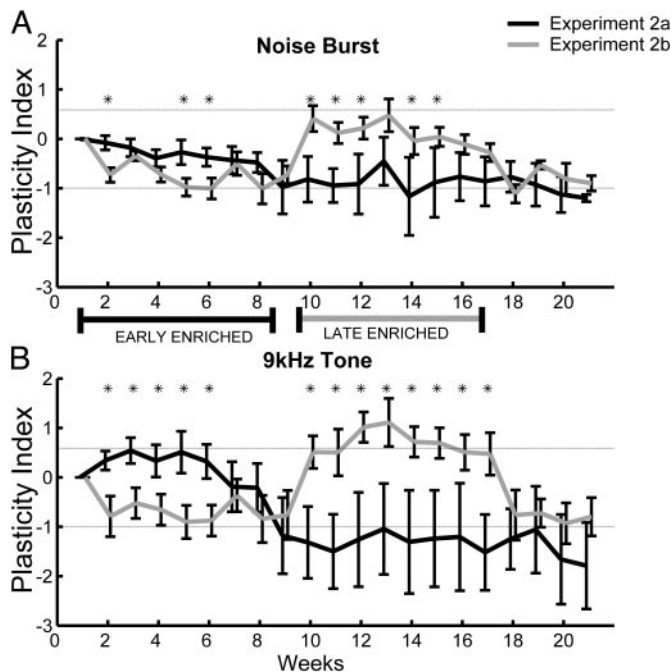 A
Noise Burst
Experiment 2a
Experiment 2b
Plasticity Index
2
1
0
-1
-2
-3
* * * * * * * *
0 2 4 6 8 10 12 14 16 18 20
EARLY ENRICHED
LATE ENRICHED
B
9kHz Tone
Plasticity Index
2
1
0
-1
-2
-3
* * * * * * * * * * * * *
0 2 4 6 8 10 12 14 16 18 20
Weeks